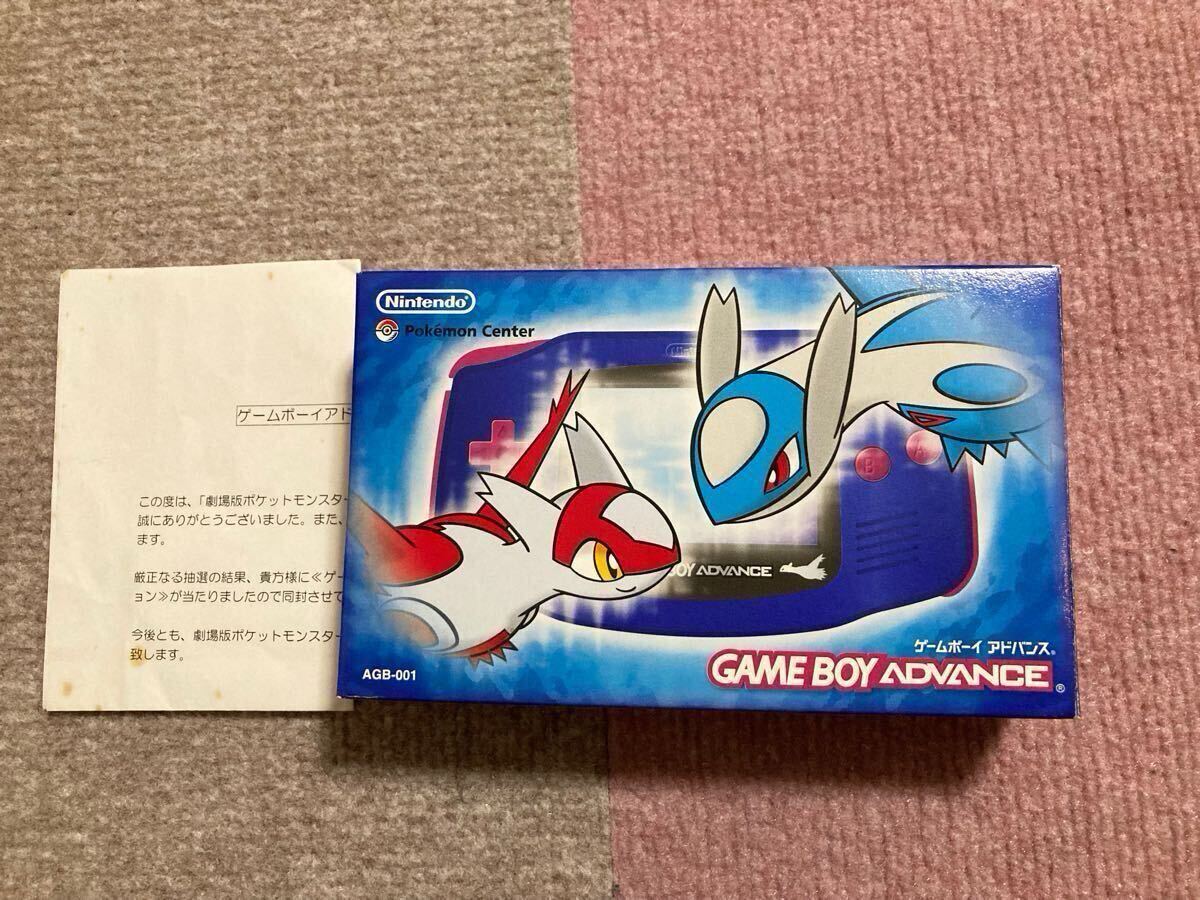 ゲームボーイアド
この度は、「劇場版ポケットモンスター
誠にありがとうございました。また、
ます。
厳正なる抽選の結果、貴方様に≪ゲー
ョン≫が当たりましたので同封させて
今後とも、劇場版ポケットモンスター
致します。
Nintendo®
Pokémon Center
B
A
BOY ADVANCE
AGB-001
ゲームボーイ アドバンス®
GAME BOY ADVANCE®